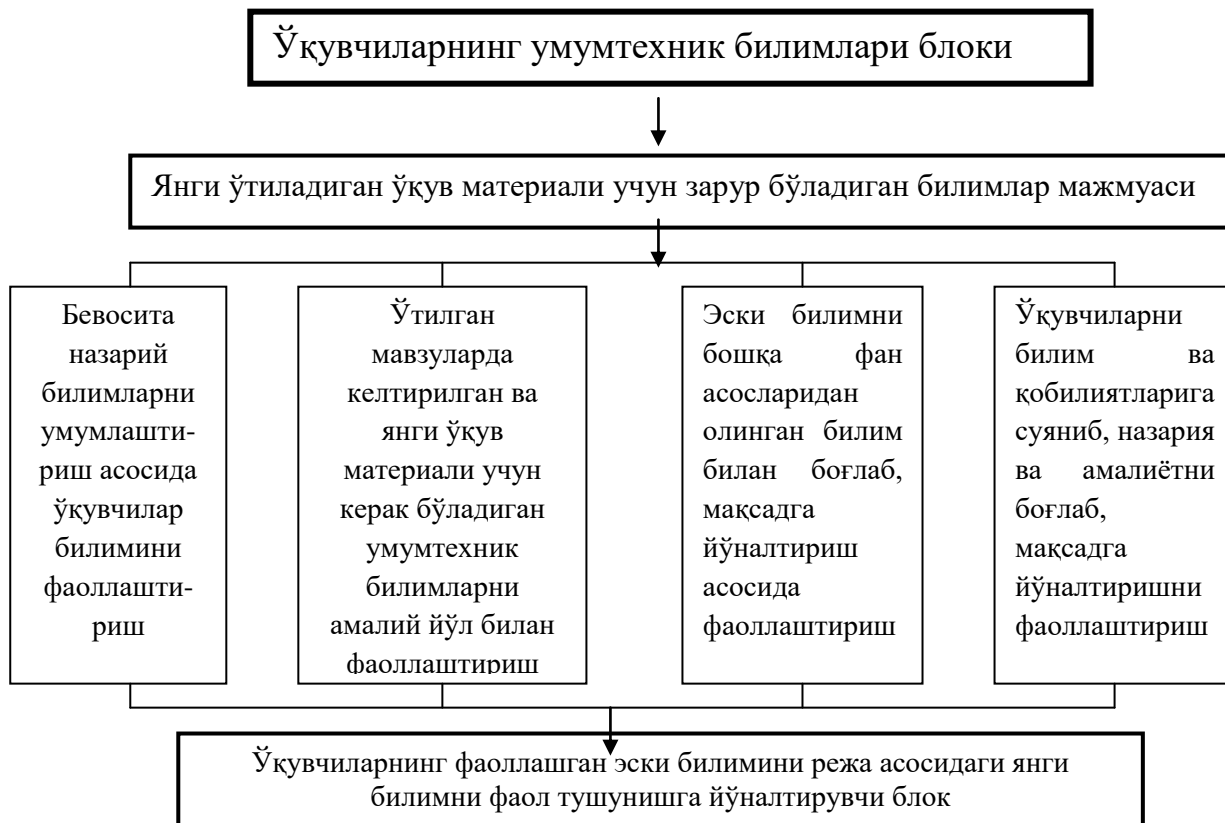 Ўқувчиларнинг умумтехник билимлари блоки
Янги ўтиладиган ўқув материали учун зарур бўладиган билимлар мажмуаси
Бевосита
назарий
билимларни
умумлашти-
риш асосида
ўқувчилар
билимини
фаоллашти-
риш
Ўтилган
мавзуларда
келтирилган ва
янги ўқув
материали учун
керак бўладиган
умумтехник
билимларни
амалий йўл билан
фаоллаштириш
Эски билимни
бошқа фан
асосларидан
олинган билим
билан боғлаб,
мақсадга
йўналтириш
асосида
фаоллаштириш
Ўқувчиларни
билим ва
қобилиятларига
суяниб, назария
ва амалиётни
боғлаб,
мақсадга
йўналтиришни
фаоллаштириш
Ўқувчиларнинг фаоллашган эски билимини режа асосидаги янги
билимни фаол тушунишга йўналтирувчи блок